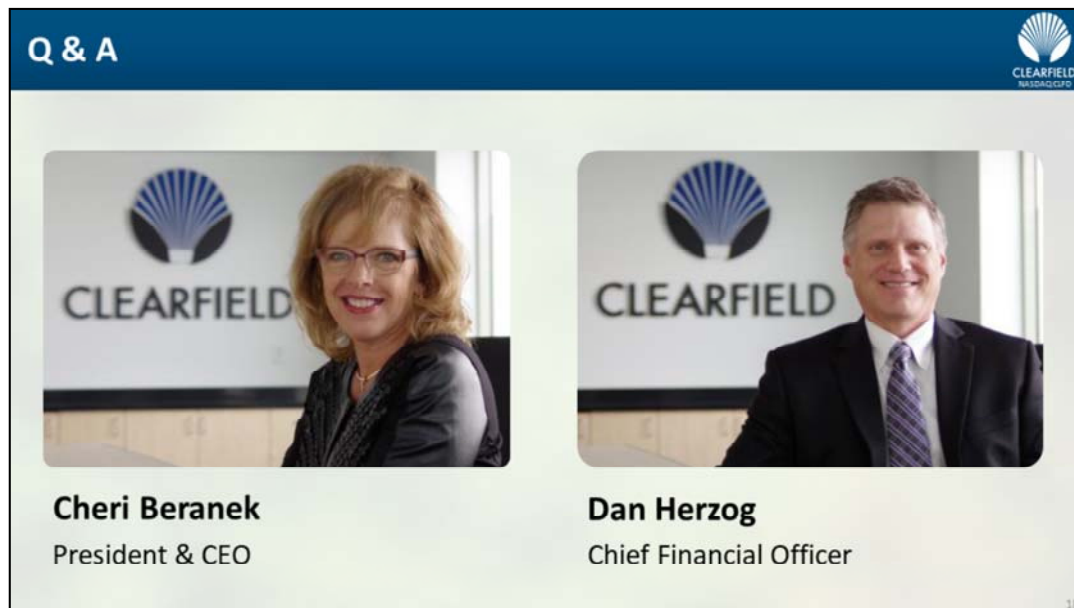 Q & A
CLEARFIELD
NASDAQ:CLFD
CLEARFIELD
CLEARFIELD
Cheri Beranek
President & CEO
Dan Herzog
Chief Financial Officer